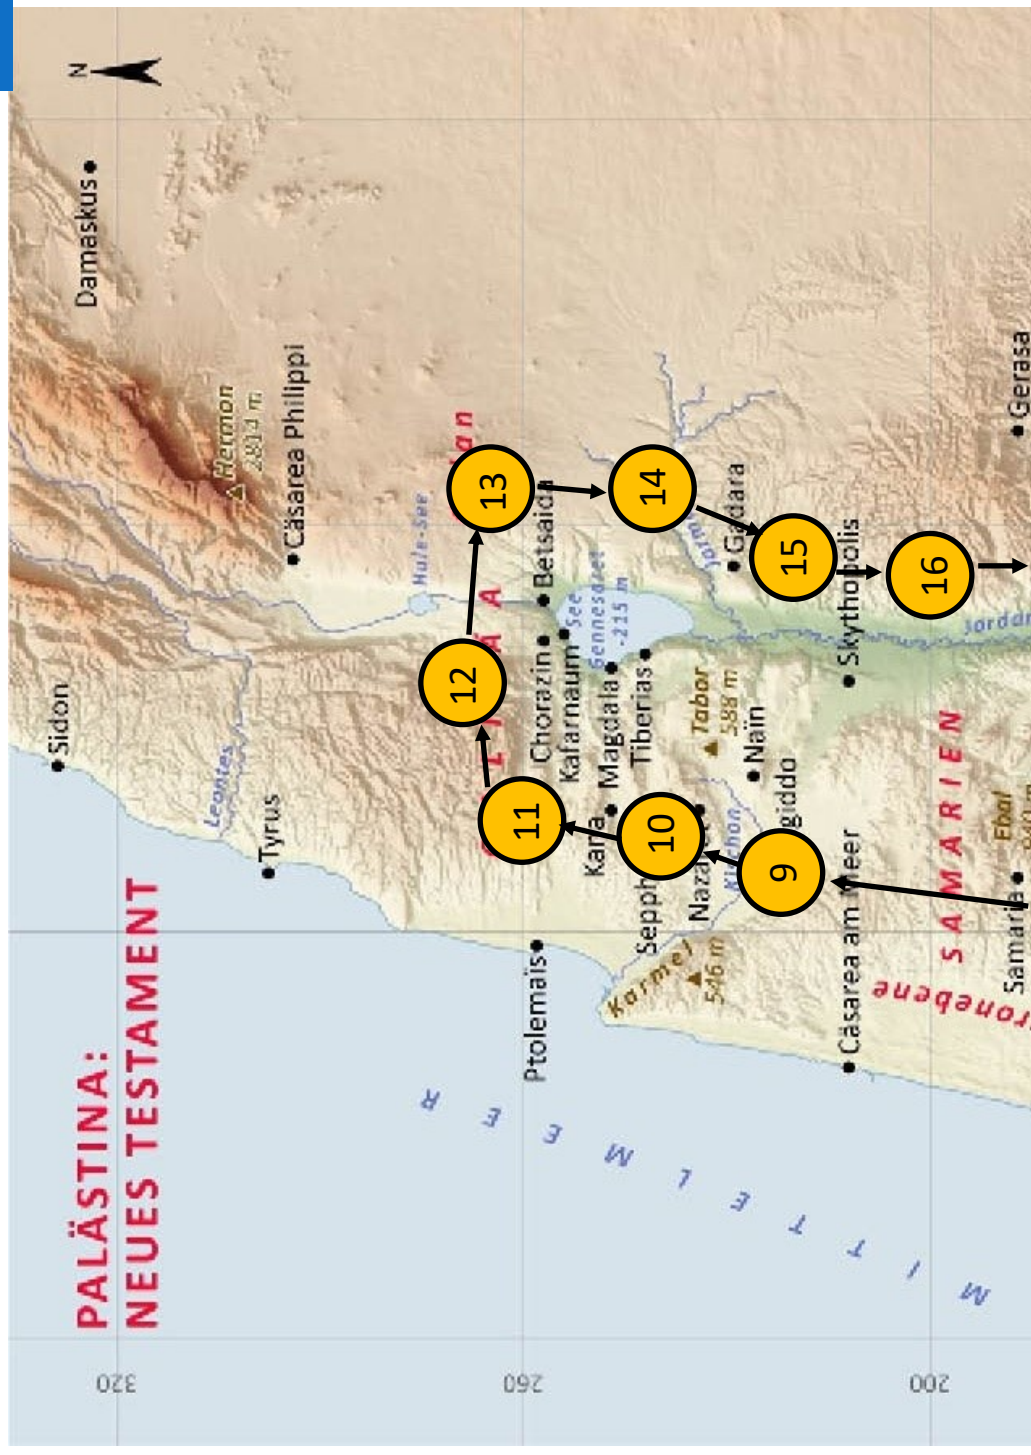 PALÄSTINA:
NEUES TESTAMENT
N
Damaskus
Sidon
Hermon
2814 m
Leontes
Cäsarea Philippi
Tyrus
Hule-See
12
13
11
14
10
15
9
16
Ptolemaïs
Chorazin
Betsaida
Kafarnaum
See
Gennesaret
-215 m
Magdala
Kana
Tiberias
Sepph
Naza
Tabor
588 m
Naïn
Gadara
Karmel
546 m
Kischon
giddo
Skythopolis
Cäsarea am Meer
SAMARIEN
Samaria
Ebal
Gerasa
ronebene
MITTELMEER
320
260
200